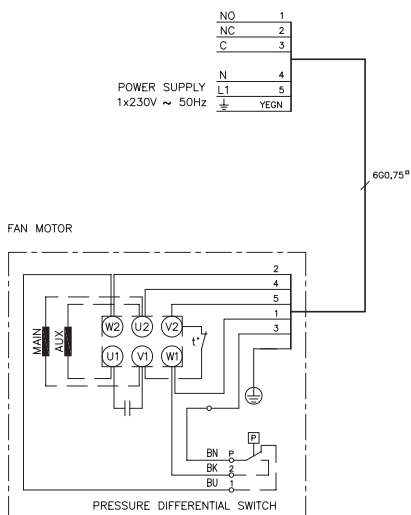 NO 1
NC 2
C 3
N 4
POWER SUPPLY L1 5
1x230V ~ 50Hz YEGN
6G0,75¤
FAN MOTOR
2
4
5
W2 U2 V2 1
MAIN AUX t° 3
U1 V1 W1
P
BN P
BK 2
BU 1
PRESSURE DIFFERENTIAL SWITCH